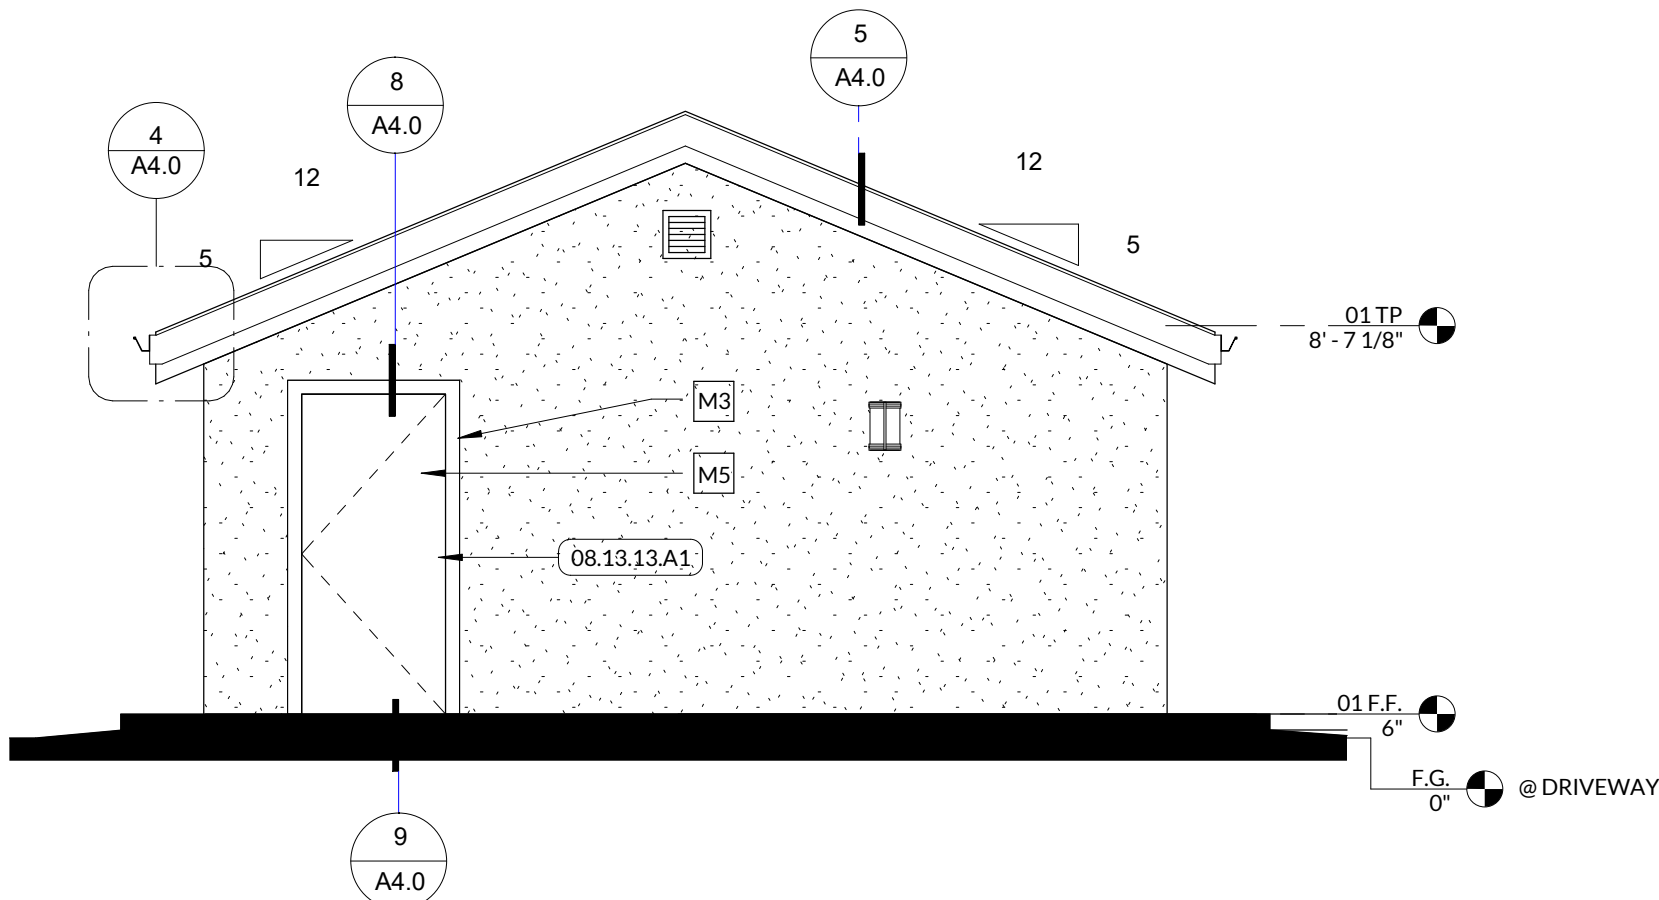 5
A4.0
8
A4.0
4
A4.0
12
12
5
5
01 TP
8' - 7 1/8"
M3
M5
08.13.13.A1
01 F.F.
6"
F.G.
0"
@ DRIVEWAY
9
A4.0